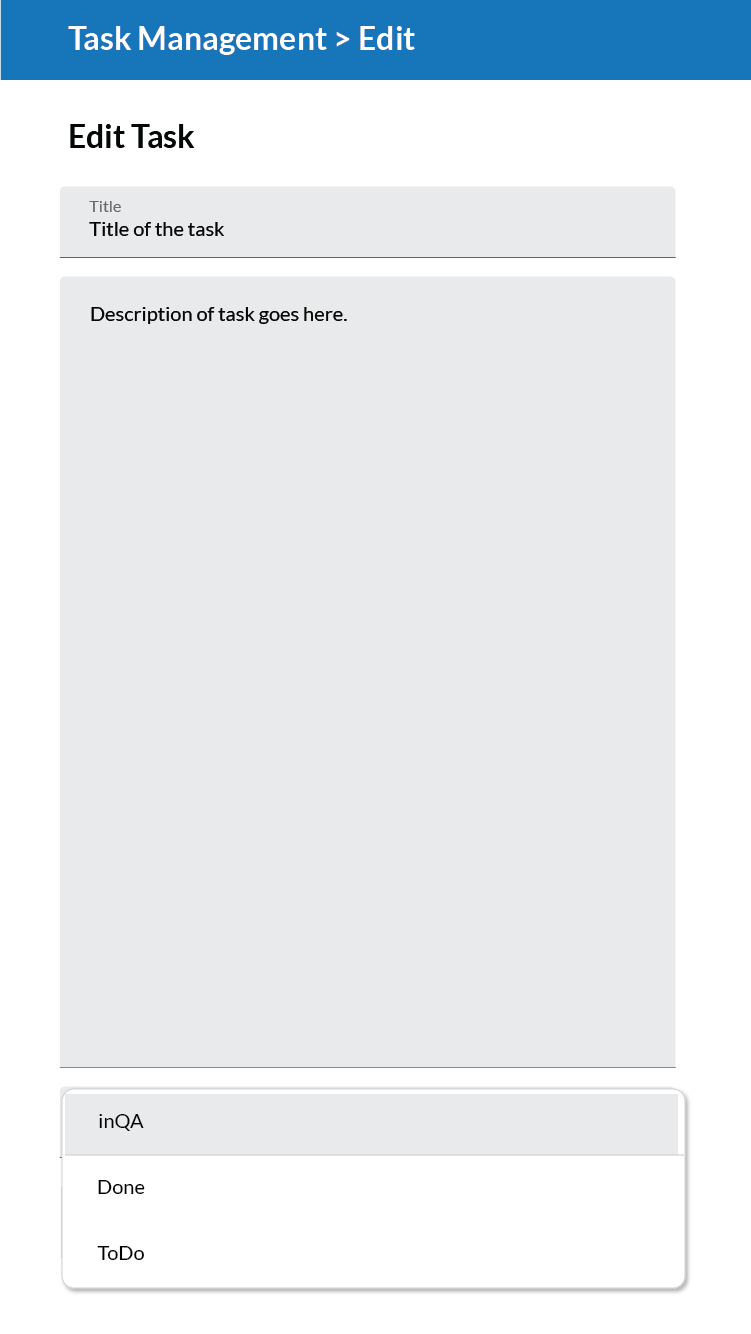 Task Management > Edit
Edit Task
Title
Title of the task
Description of task goes here.
inQA
Done
ToDo